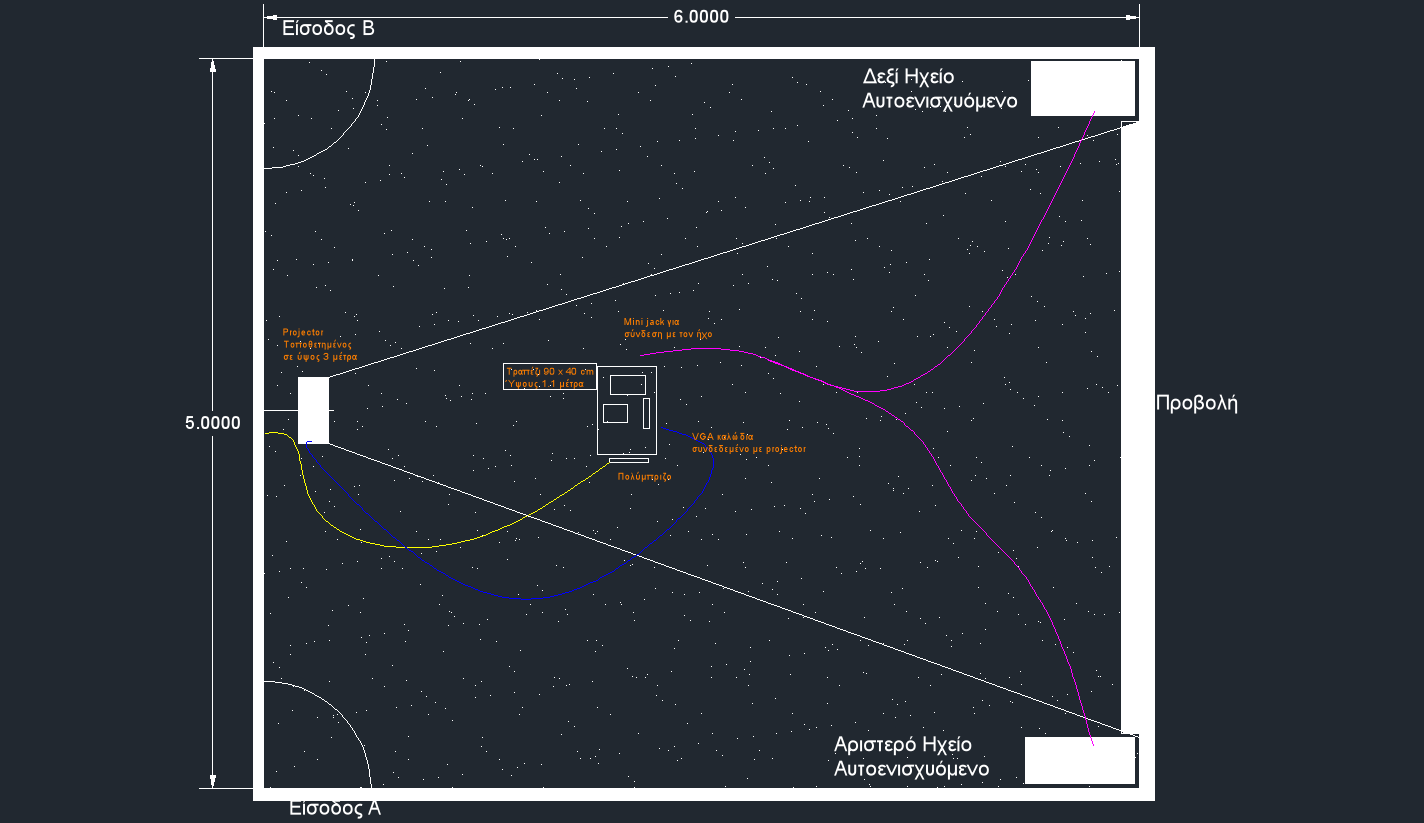 6.0000
Είσοδος Β
Δεξί Ηχείο
Αυτοενισχυόμενο
Mini jack για
σύνδεση με τον ήχο
Projector
Τοποθετημένος
σε ύψος 3 μέτρα
Τραπέζι 90 x 40 cm
Ύψους 1.1 μέτρα
Προβολή
5.0000
VGA καλώδια
συνδεδεμένο με projector
Πολύμπριζο
Αριστερό Ηχείο
Αυτοενισχυόμενο
Είσοδος Α